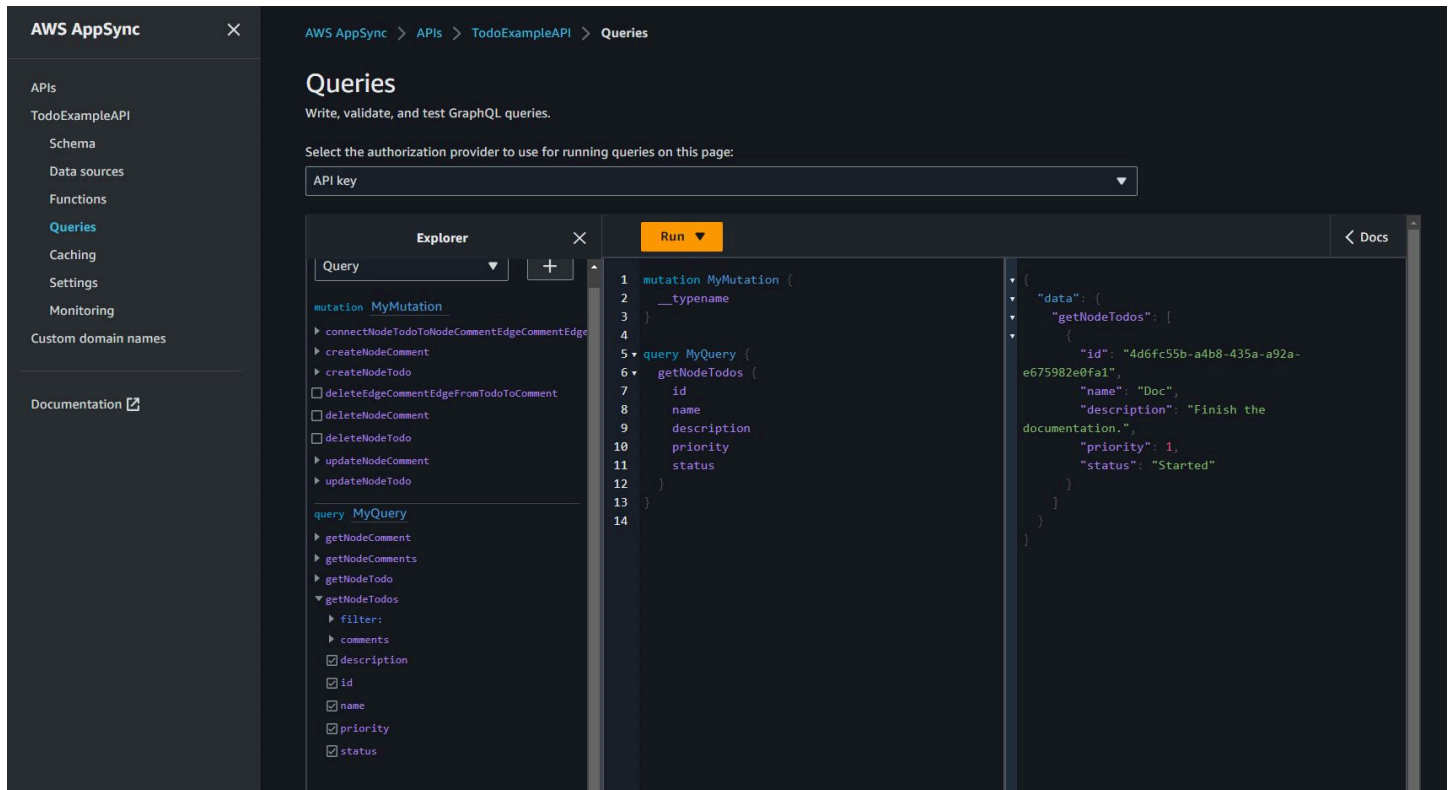 AWS AppSync
APIs
TodoExampleAPI
Schema
Data sources
Functions
Queries
Caching
Settings
Monitoring
Custom domain names
Documentation
AWS AppSync > APIs > TodoExampleAPI > Queries
Queries
Write, validate, and test GraphQL queries.
Select the authorization provider to use for running queries on this page:
API key
Explorer
Query
+
mutation MyMutation
connectNodeTodoToNodeCommentEdgeCommentEdge
createNodeComment
createNodeTodo
deleteEdgeCommentEdgeFromTodoToComment
deleteNodeComment
deleteNodeTodo
updateNodeComment
updateNodeTodo
query MyQuery
getNodeComment
getNodeComments
getNodeTodo
getNodeTodos
filter:
comments
description
id
name
priority
status
Run
< Docs
1 mutation MyMutation {
2 __typename
3 }
4
5 query MyQuery {
6 getNodeTodos {
7 id
8 name
9 description
10 priority
11 status
12 }
13 }
14
{
"data": {
"getNodeTodos": [
{
"id": "4d6fc55b-a4b8-435a-a92a-
e675982e0fa1",
"name": "Doc",
"description": "Finish the
documentation.",
"priority": 1,
"status": "Started"
}
]
}
}